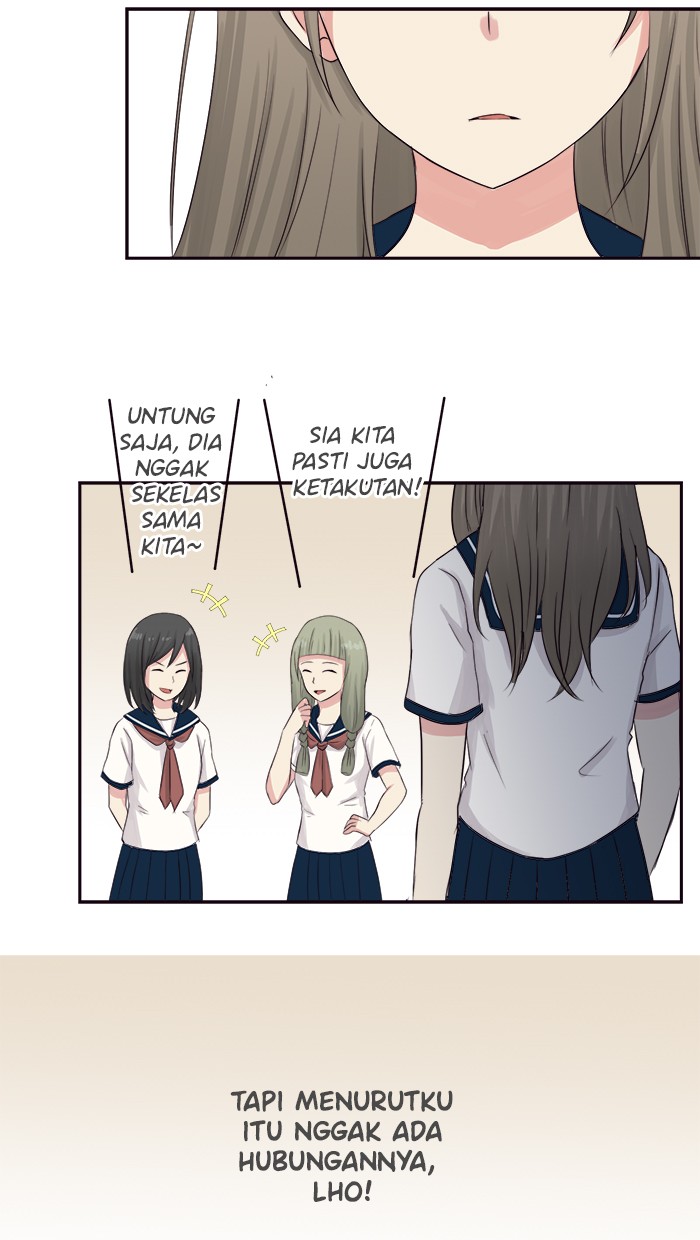 UNTUNG
SAJA, DIA
NGGAK
SEKELAS
SAMA
KITA~
SIA KITA
PASTI JUGA
KETAKUTAN!
TAPI MENURUTKU
ITU NGGAK ADA
HUBUNGANNYA,
LHO!